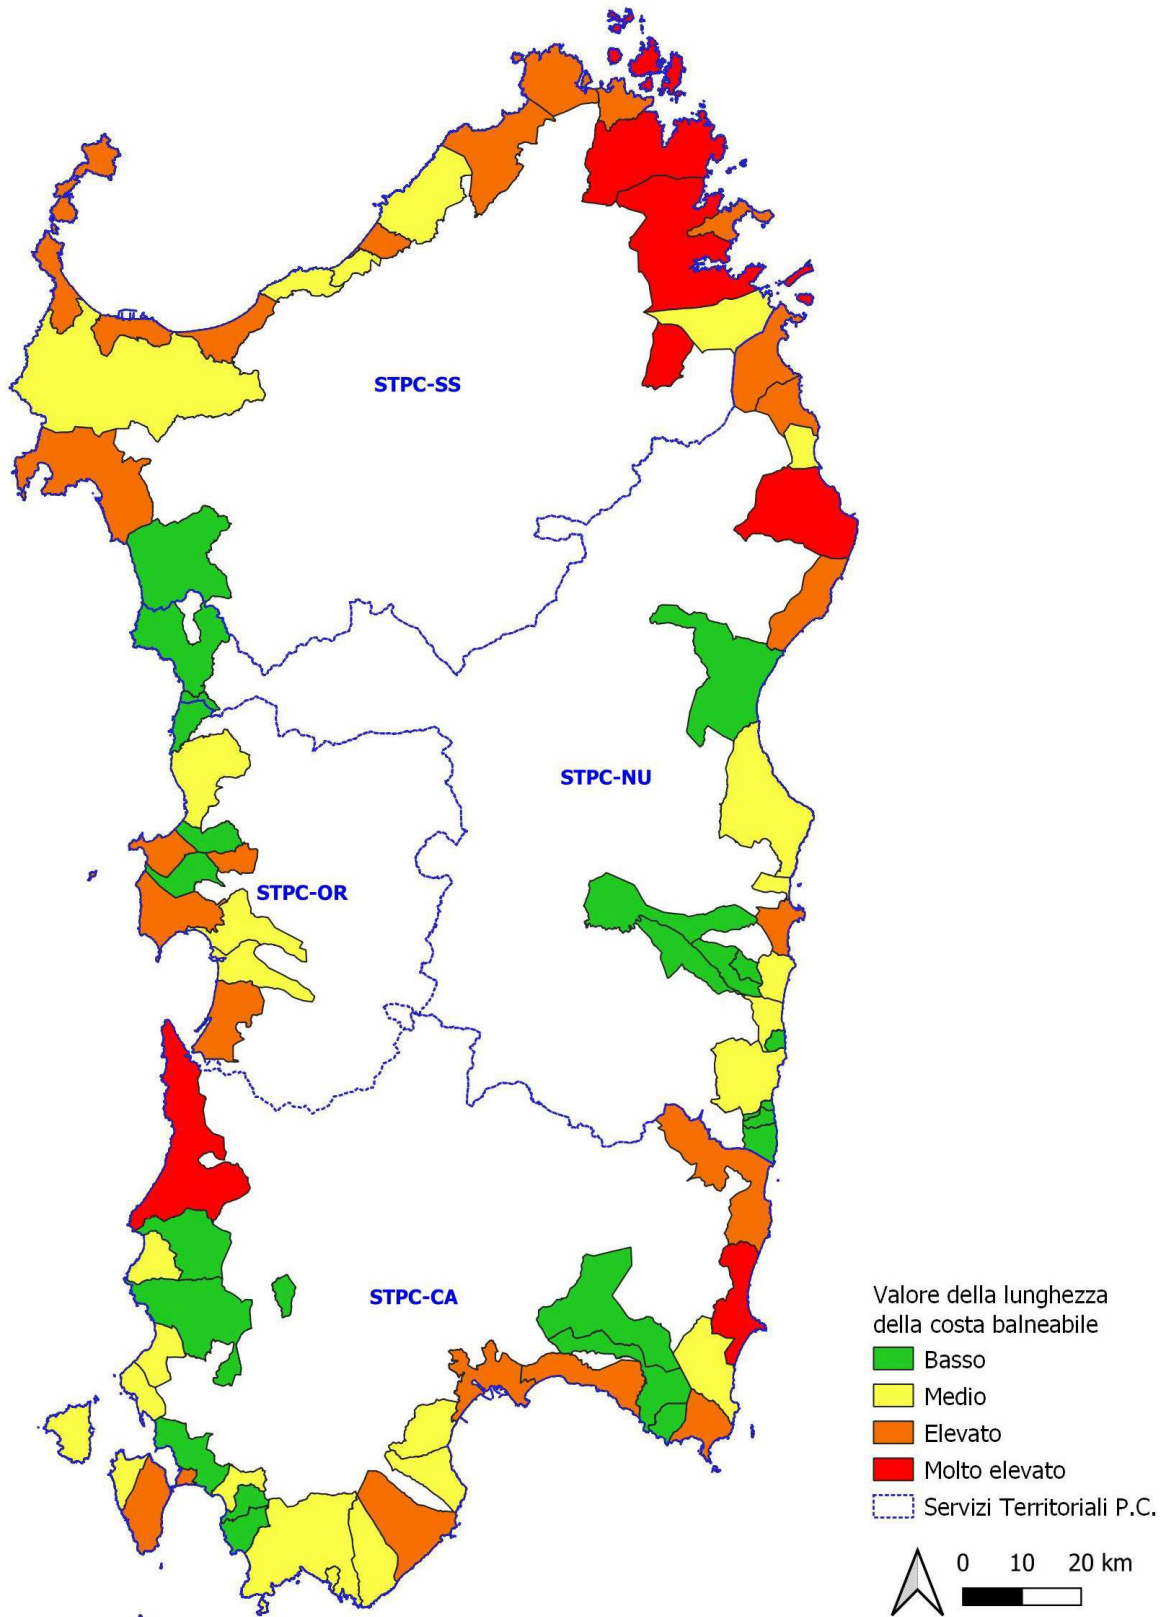 STPC-SS
STPC-NU
STPC-OR
STPC-CA
Valore della lunghezza
della costa balneabile
Basso
Medio
Elevato
Molto elevato
Servizi Territoriali P.C.
0 10 20 km